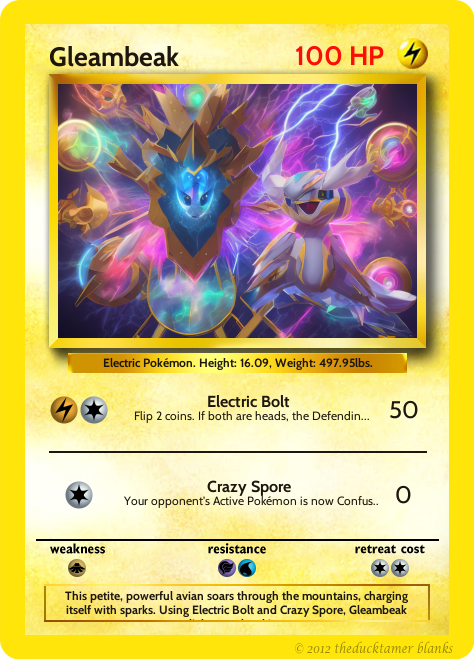 Gleambeak
100 HP
Electric Pokémon. Height: 16.09, Weight: 497.95lbs.
Electric Bolt
Flip 2 coins. If both are heads, the Defendin...
50
Crazy Spore
Your opponent's Active Pokémon is now Confus..
0
weakness
resistance
retreat cost
This petite, powerful avian soars through the mountains, charging
itself with sparks. Using Electric Bolt and Crazy Spore, Gleambeak
© 2012 theducktamer blanks